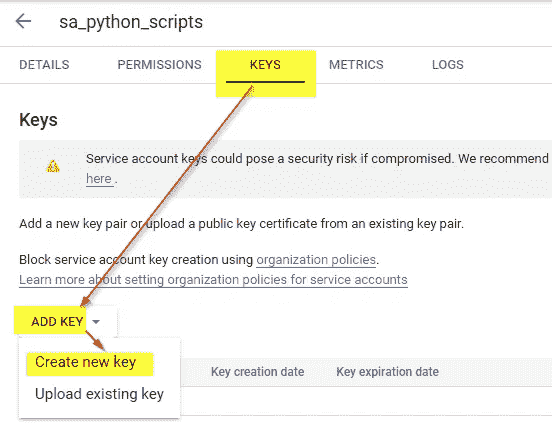 sa_python_scripts
DETAILS PERMISSIONS KEYS METRICS LOGS
Keys
Service account keys could pose a security risk if compromised. We recommend
here .
Add a new key pair or upload a public key certificate from an existing key pair.
Block service account key creation using organization policies.
Learn more about setting organization policies for service accounts
ADD KEY
Create new key
Upload existing key
Key creation date Key expiration date